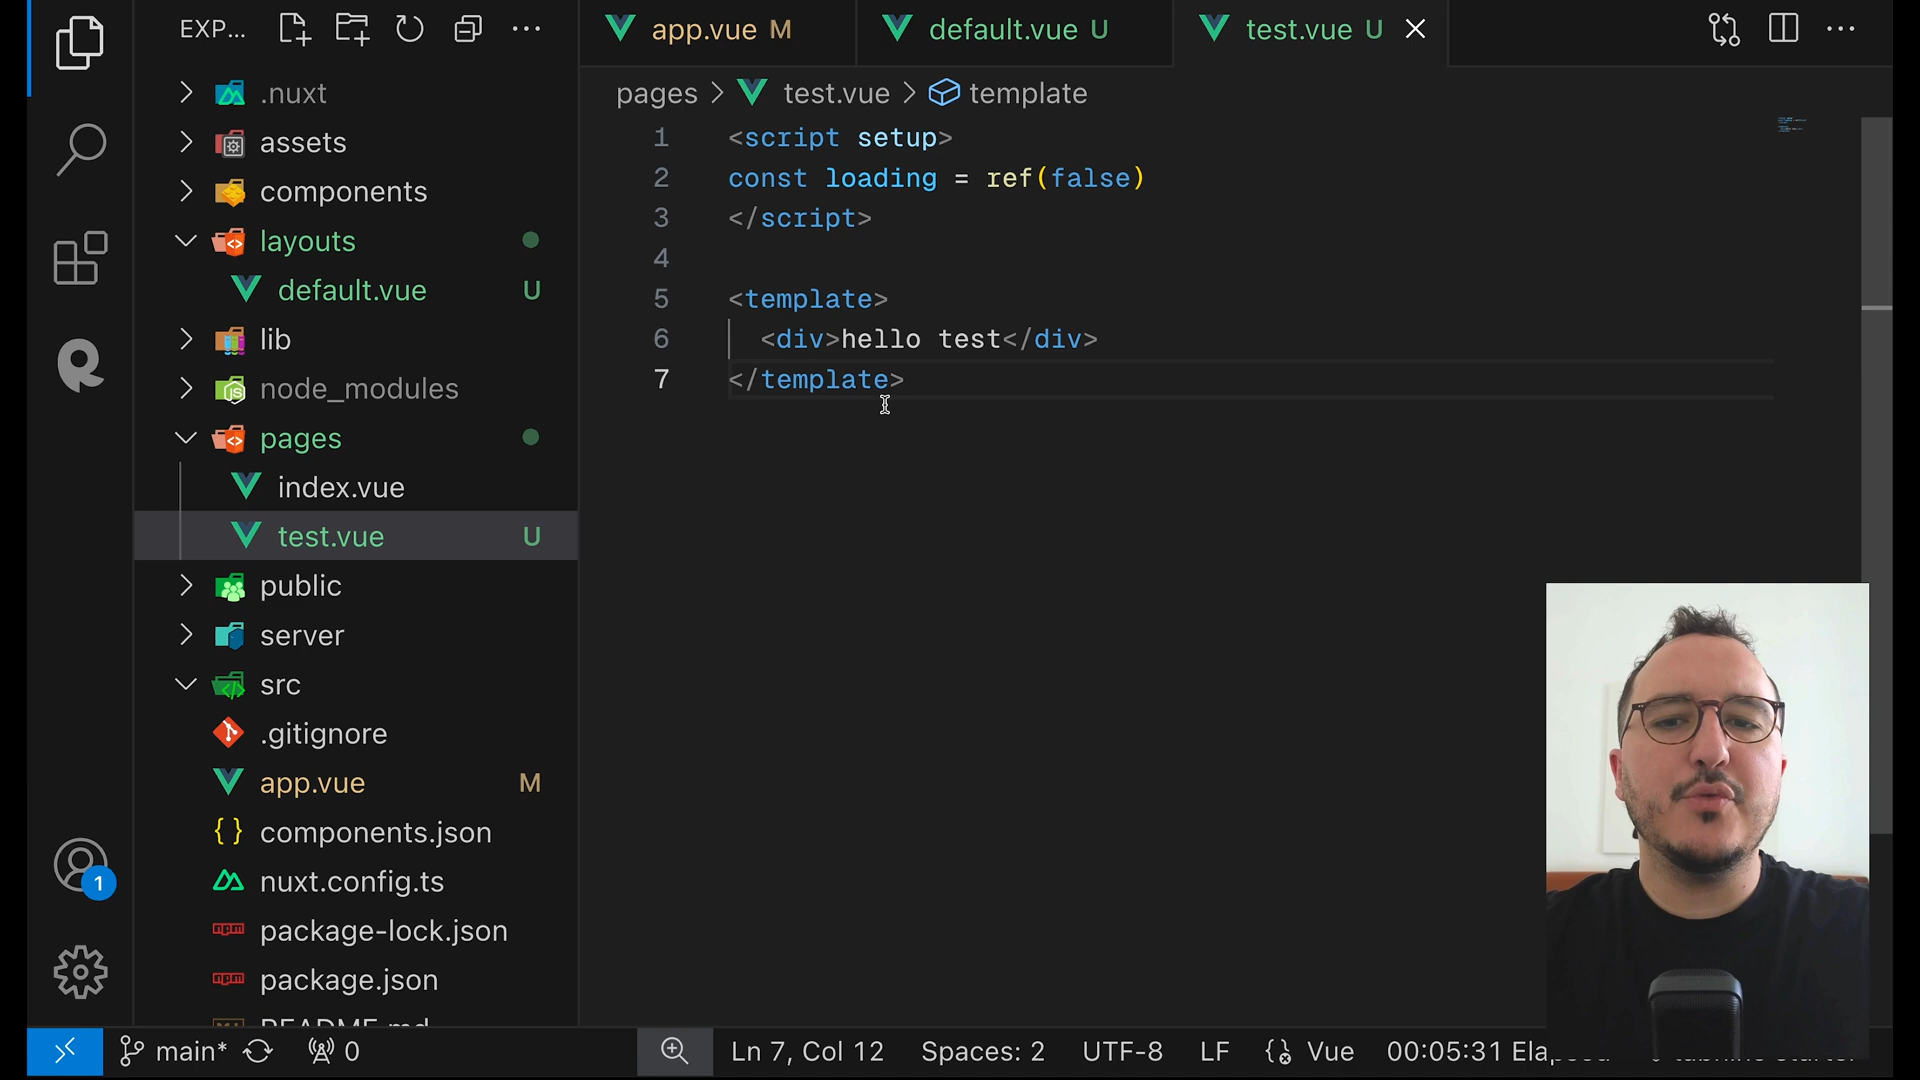 EXP...
app.vue M
default.vue U
test.vue U
pages > test.vue > template
.nuxt
assets
components
layouts
default.vue U
lib
node_modules
pages
index.vue
test.vue U
public
server
src
.gitignore
app.vue M
components.json
nuxt.config.ts
package-lock.json
package.json
README.md
1 <script setup>
2 const loading = ref(false)
3 </script>
4
5 <template>
6 <div>hello test</div>
7 </template>
1
main* 0
Ln 7, Col 12 Spaces: 2 UTF-8 LF Vue 00:05:31